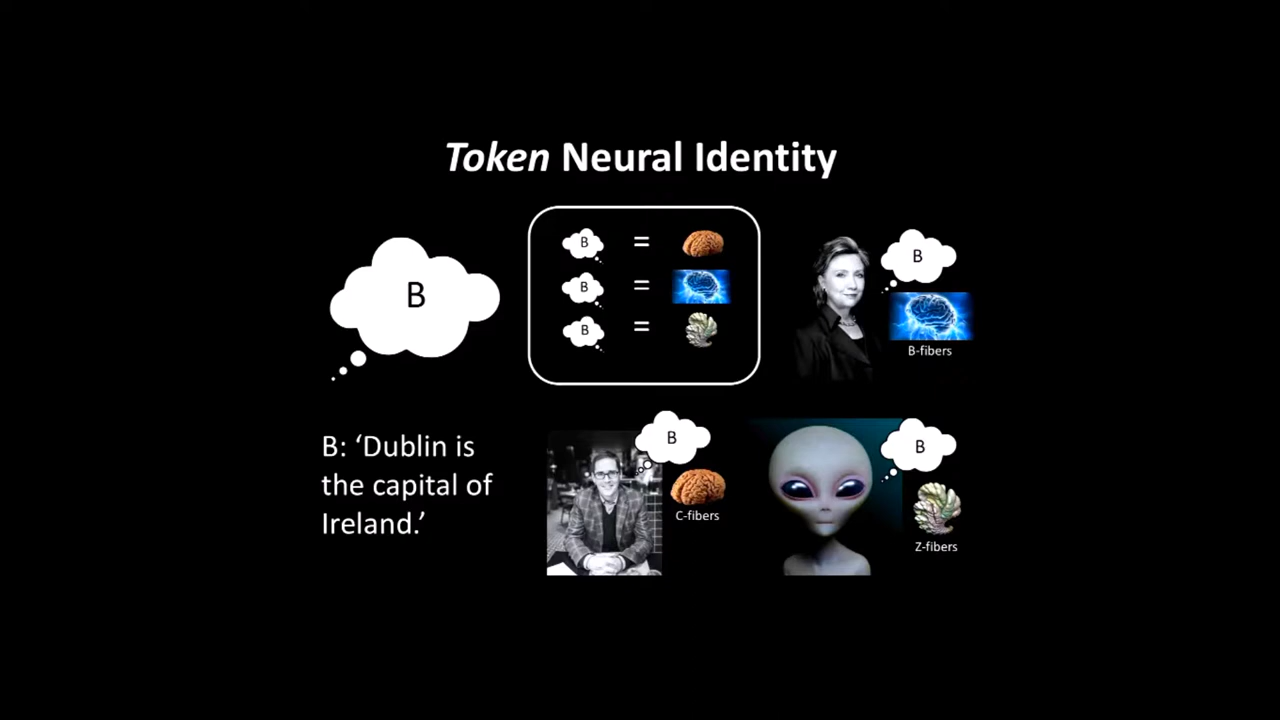 Token Neural Identity
B
B =
B =
B =
B
B-fibers
B: ‘Dublin is
the capital of
Ireland.’
B
C-fibers
B
Z-fibers